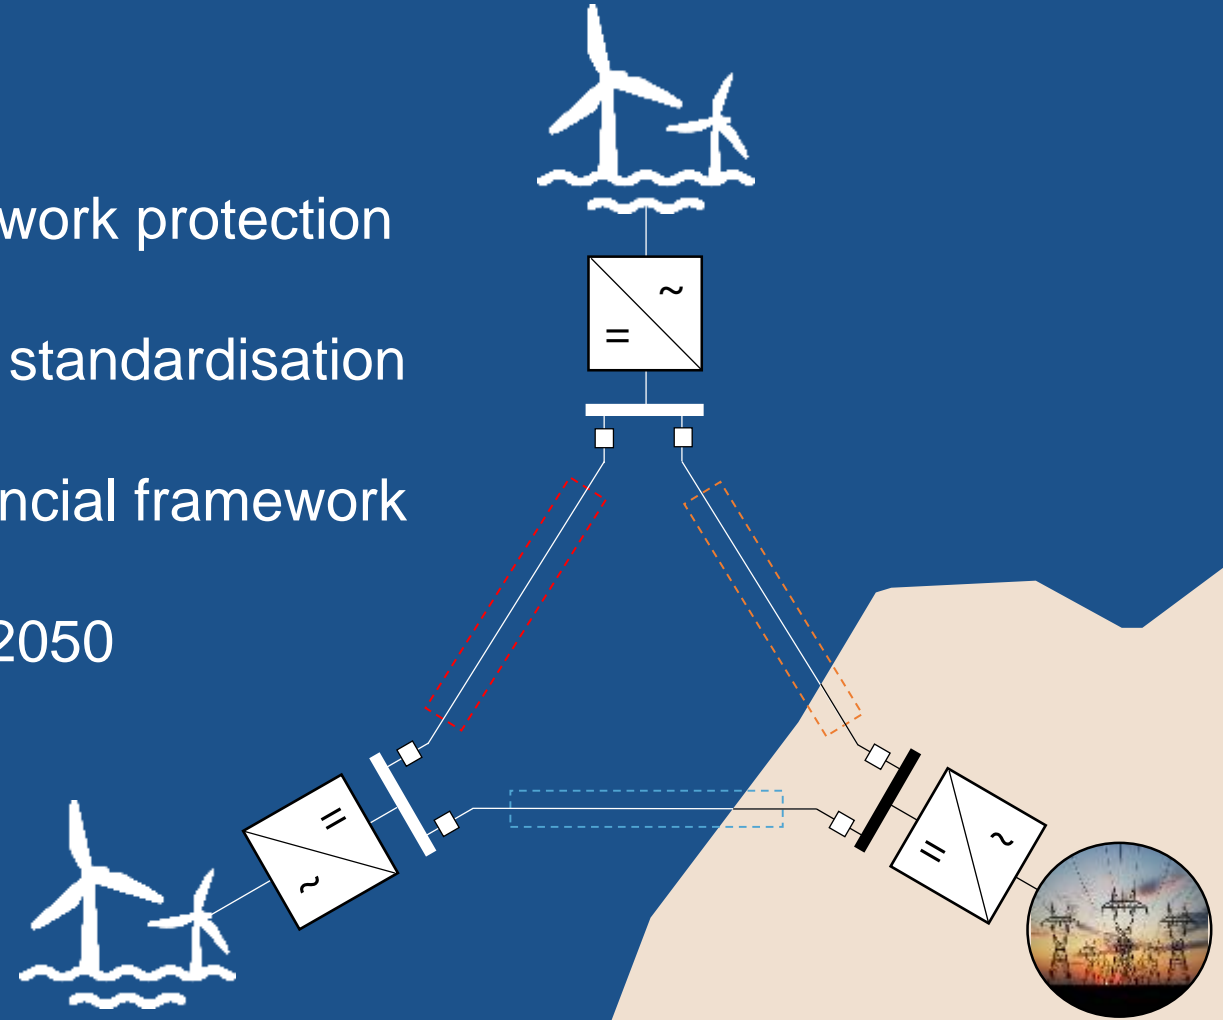 work protection
standardisation
ncial framework
2050
~
=
=
~
=
~